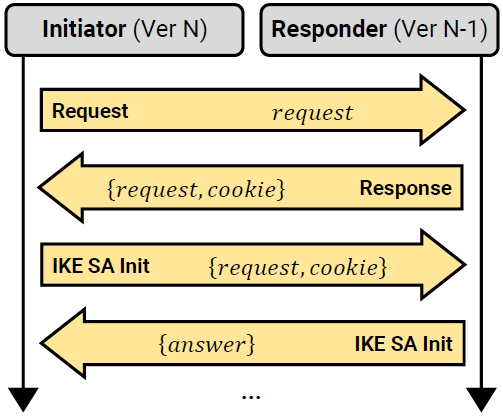 Initiator (Ver N) Responder (Ver N-1)
Request request
{request, cookie} Response
IKE SA Init {request, cookie}
{answer} IKE SA Init
...